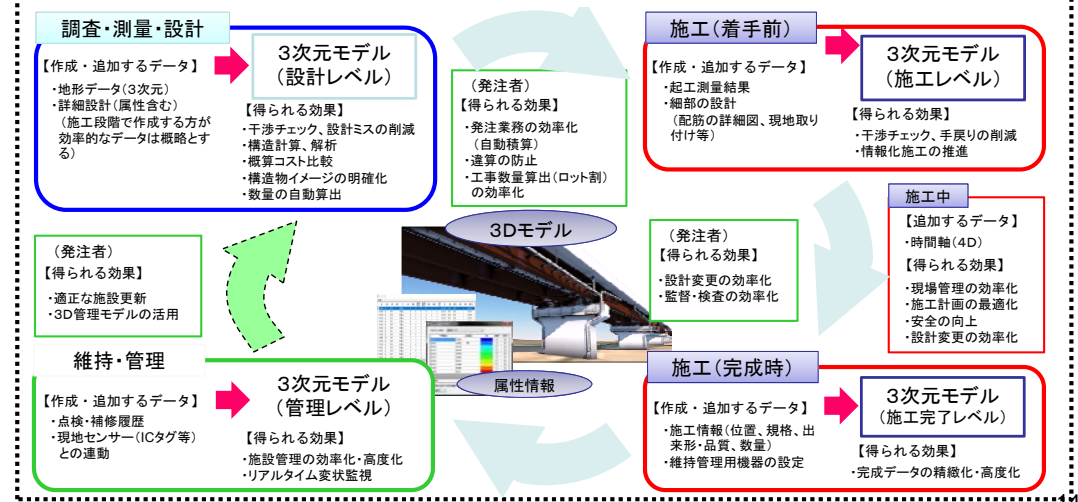 調査・測量・設計
【作成・追加するデータ】
・地形データ(3次元)
・詳細設計(属性含む)
(施工段階で作成する方が
効率的なデータは概略とす
る)
3次元モデル
(設計レベル)
【得られる効果】
・干渉チェック、設計ミスの削減
・構造計算、解析
・概算コスト比較
・構造物イメージの明確化
・数量の自動算出
(発注者)
【得られる効果】
・発注業務の効率化
(自動積算)
・違算の防止
・工事数量算出(ロット割)
の効率化
施工(着手前)
【作成・追加するデータ】
・起工測量結果
・細部の設計
(配筋の詳細図、現地取り
付け等)
3次元モデル
(施工レベル)
【得られる効果】
・干渉チェック、手戻りの削減
・情報化施工の推進
施工中
【追加するデータ】
・時間軸(4D)
【得られる効果】
・現場管理の効率化
・施工計画の最適化
・安全の向上
・設計変更の効率化
(発注者)
【得られる効果】
・設計変更の効率化
・監督・検査の効率化
3Dモデル
属性情報
(発注者)
【得られる効果】
・適正な施設更新
・3D管理モデルの活用
維持・管理
【作成・追加するデータ】
・点検・補修履歴
・現地センサー(ICタグ等)
との連動
3次元モデル
(管理レベル)
【得られる効果】
・施設管理の効率化・高度化
・リアルタイム変状監視
施工(完成時)
【作成・追加するデータ】
・施工情報(位置、規格、出
来形・品質、数量)
・維持管理用機器の設定
3次元モデル
(施工完了レベル)
【得られる効果】
・完成データの精緻化・高度化